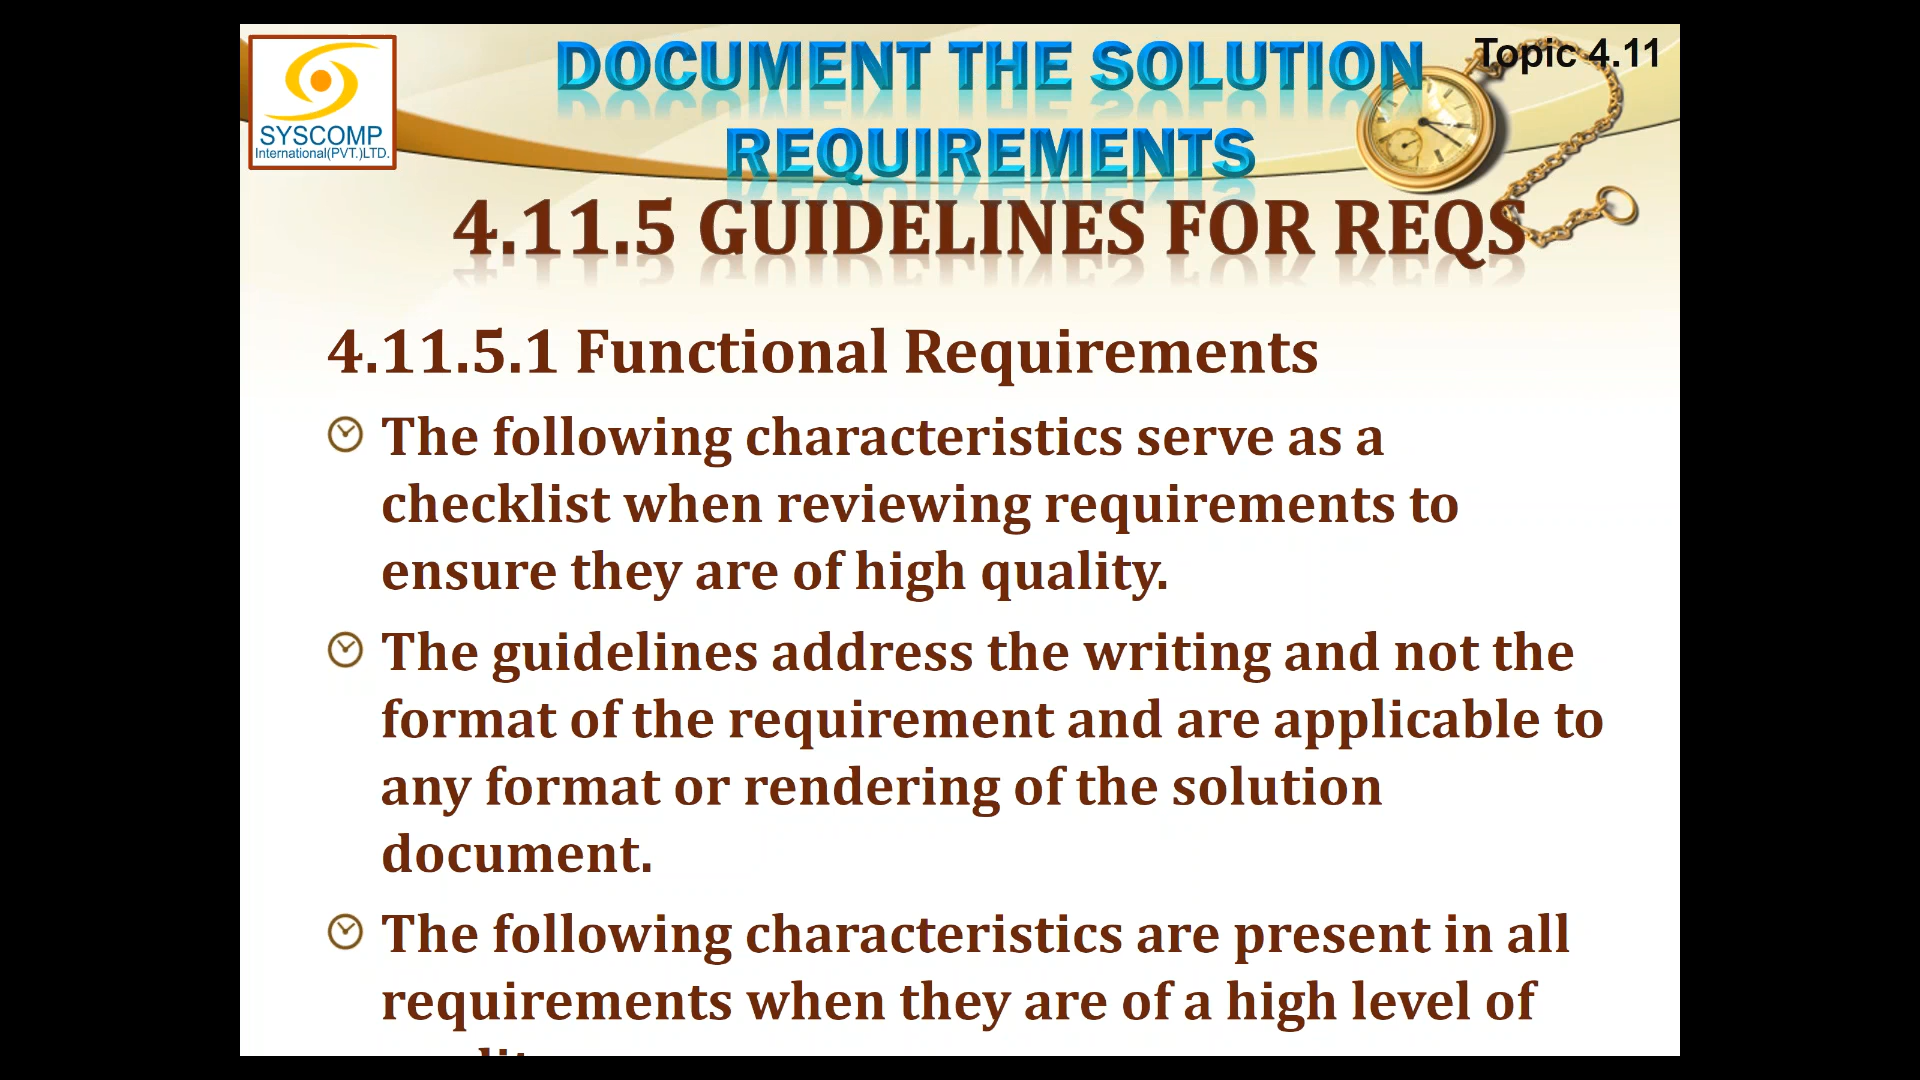 SYSCOMP
International(PVT.)LTD.
DOCUMENT THE SOLUTION
Topic 4.11
REQUIREMENTS
4.11.5 GUIDELINES FOR REQS
4.11.5.1 Functional Requirements
The following characteristics serve as a
checklist when reviewing requirements to
ensure they are of high quality.
The guidelines address the writing and not the
format of the requirement and are applicable to
any format or rendering of the solution
document.
The following characteristics are present in all
requirements when they are of a high level of